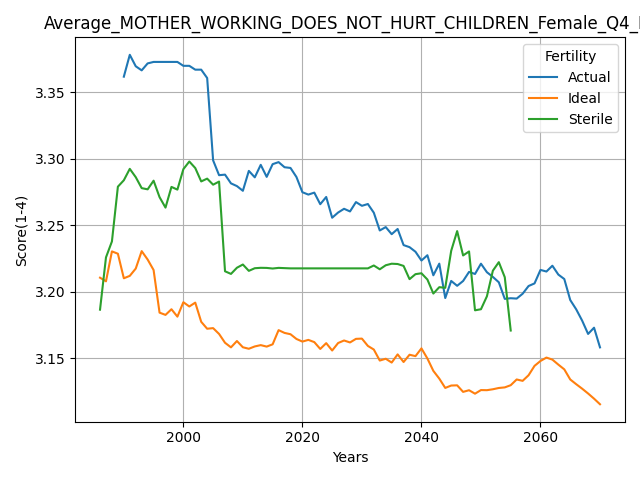 Average_MOTHER_WORKING_DOES_NOT_HURT_CHILDREN_Female_Q4_
Fertility
Actual
Ideal
Sterile
Score(1-4)
3.35
3.30
3.25
3.20
3.15
2000 2020 2040 2060
Years